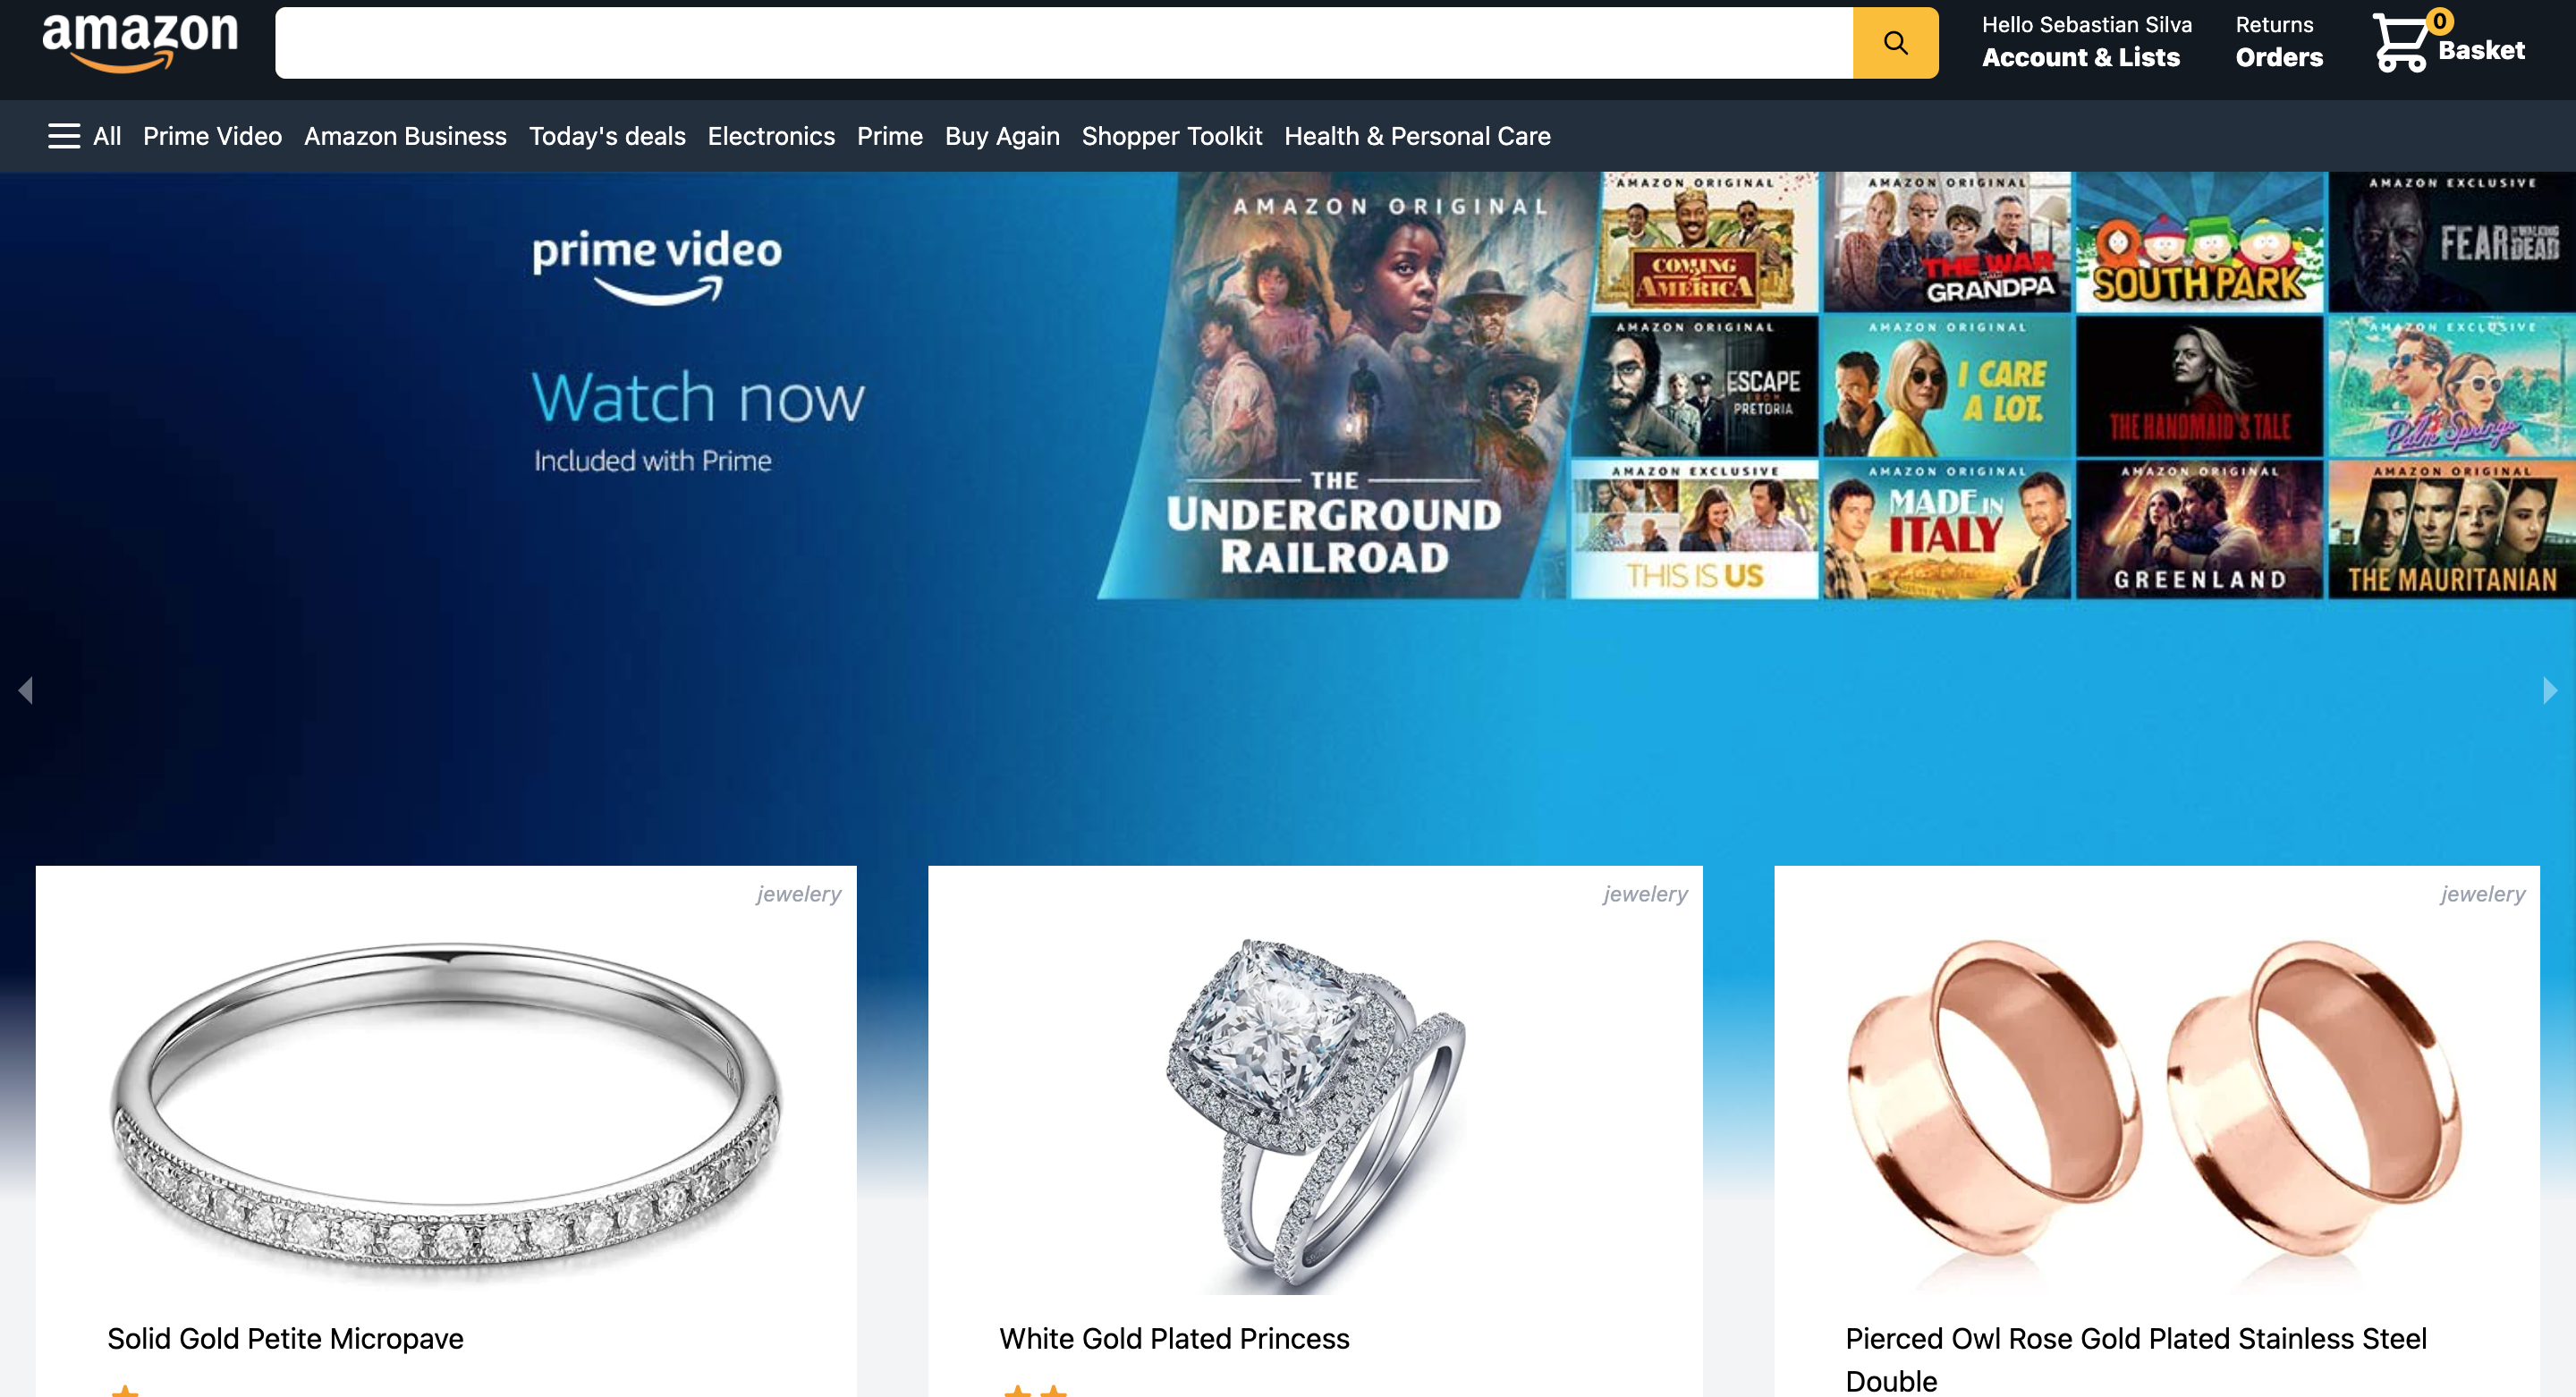 amazon
Hello Sebastian Silva
Account & Lists
Returns
Orders
0
Basket
All Prime Video Amazon Business Today's deals Electronics Prime Buy Again Shopper Toolkit Health & Personal Care
prime video
Watch now
Included with Prime
AMAZON ORIGINAL
THE
UNDERGROUND
RAILROAD
AMAZON ORIGINAL
COMING
2
AMERICA
AMAZON ORIGINAL
THE WAR
WITH
GRANDPA
SOUTH PARK
AMAZON EXCLUSIVE
FEAR THE WALKING DEAD
AMAZON ORIGINAL
ESCAPE
FROM
PRETORIA
AMAZON ORIGINAL
I CARE
A LOT.
THE HANDMAID'S TALE
AMAZON EXCLUSIVE
Palm Springs
AMAZON EXCLUSIVE
THIS IS US
AMAZON ORIGINAL
MADE IN
ITALY
AMAZON ORIGINAL
GREENLAND
AMAZON ORIGINAL
THE MAURITANIAN
jewelery
Solid Gold Petite Micropave
jewelery
White Gold Plated Princess
jewelery
Pierced Owl Rose Gold Plated Stainless Steel
Double